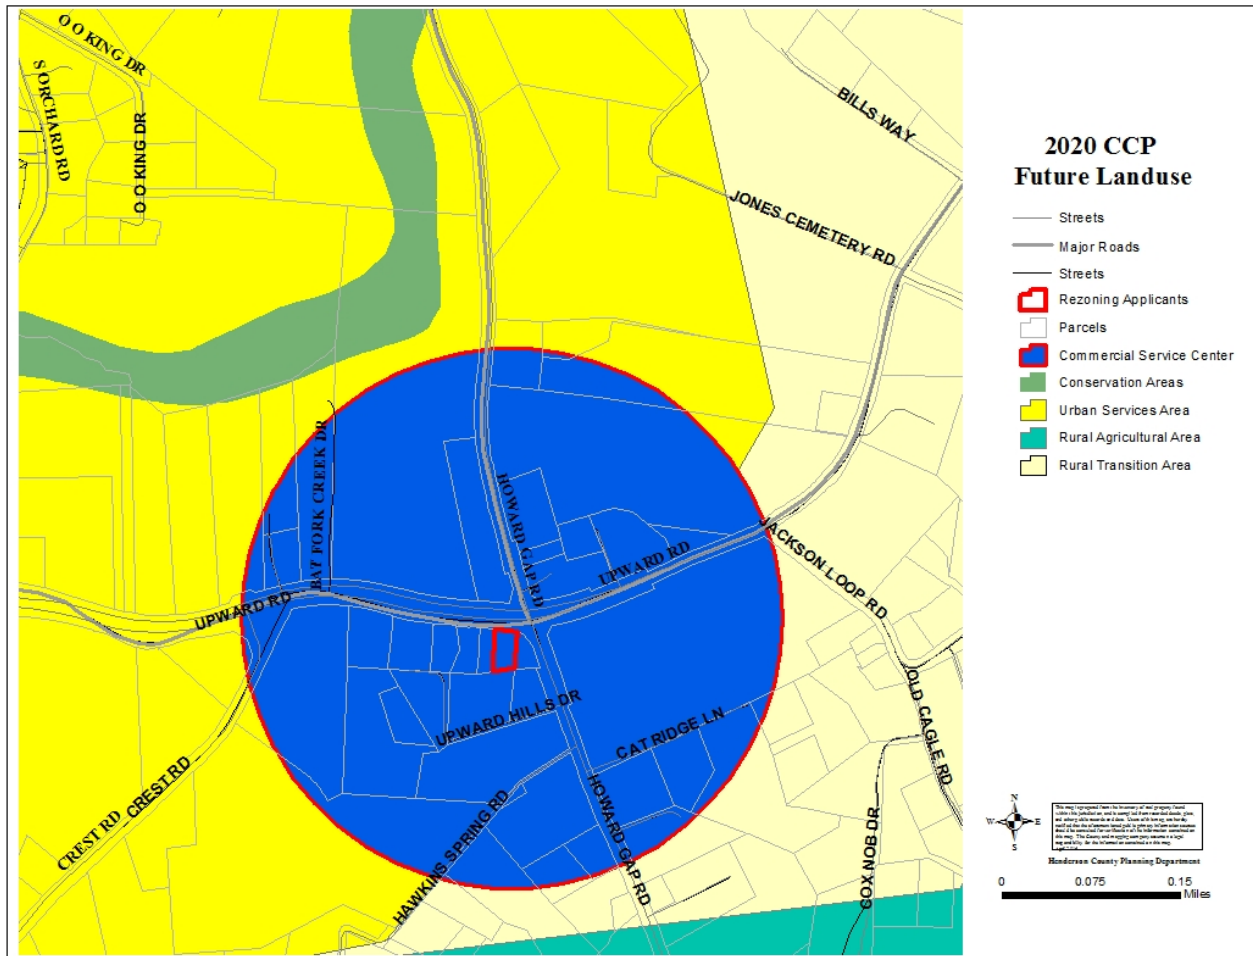 O O KING DR
S ORCHARD RD
O O KING DR
BILLS WAY
JONES CEMETERY RD
BAT FORK CREEK DR
HOWARD GAP RD
UPWARD RD
JACKSON LOOP RD
UPWARD RD
OLD CAGLE RD
UPWARD HILLS DR
CAT RIDGE LN
CREST RD
CREST RD
HAWKINS SPRING RD
HOWARD GAP RD
COX NOB DR
2020 CCP
Future Landuse
Streets
Major Roads
Streets
Rezoning Applicants
Parcels
Commercial Service Center
Conservation Areas
Urban Services Area
Rural Agricultural Area
Rural Transition Area
N
W
E
S
Henderson County Planning Department
0 0.075 0.15
Miles